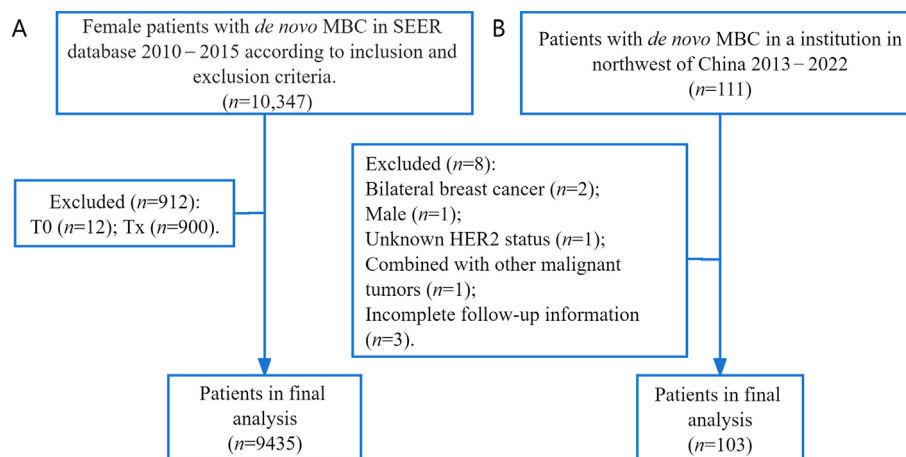 A
Female patients with de novo MBC in SEER
database 2010 – 2015 according to inclusion and
exclusion criteria.
(n=10,347)
Excluded (n=912):
T0 (n=12); Tx (n=900).
Patients in final
analysis
(n=9435)
B
Patients with de novo MBC in a institution in
northwest of China 2013 – 2022
(n=111)
Excluded (n=8):
Bilateral breast cancer (n=2);
Male (n=1);
Unknown HER2 status (n=1);
Combined with other malignant
tumors (n=1);
Incomplete follow-up information
(n=3).
Patients in final
analysis
(n=103)